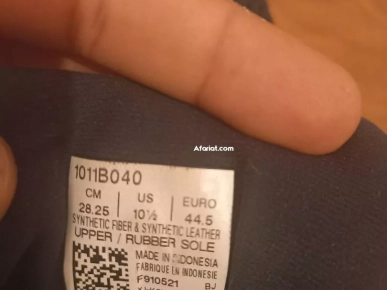 Afariat.com
1011B040
CM US EURO
28.25 10½ 44.5
SYNTHETIC FIBER & SYNTHETIC LEATHER
UPPER / RUBBER SOLE
MADE IN INDONESIA
FABRIQUE EN INDONESIE
F910521 BJ